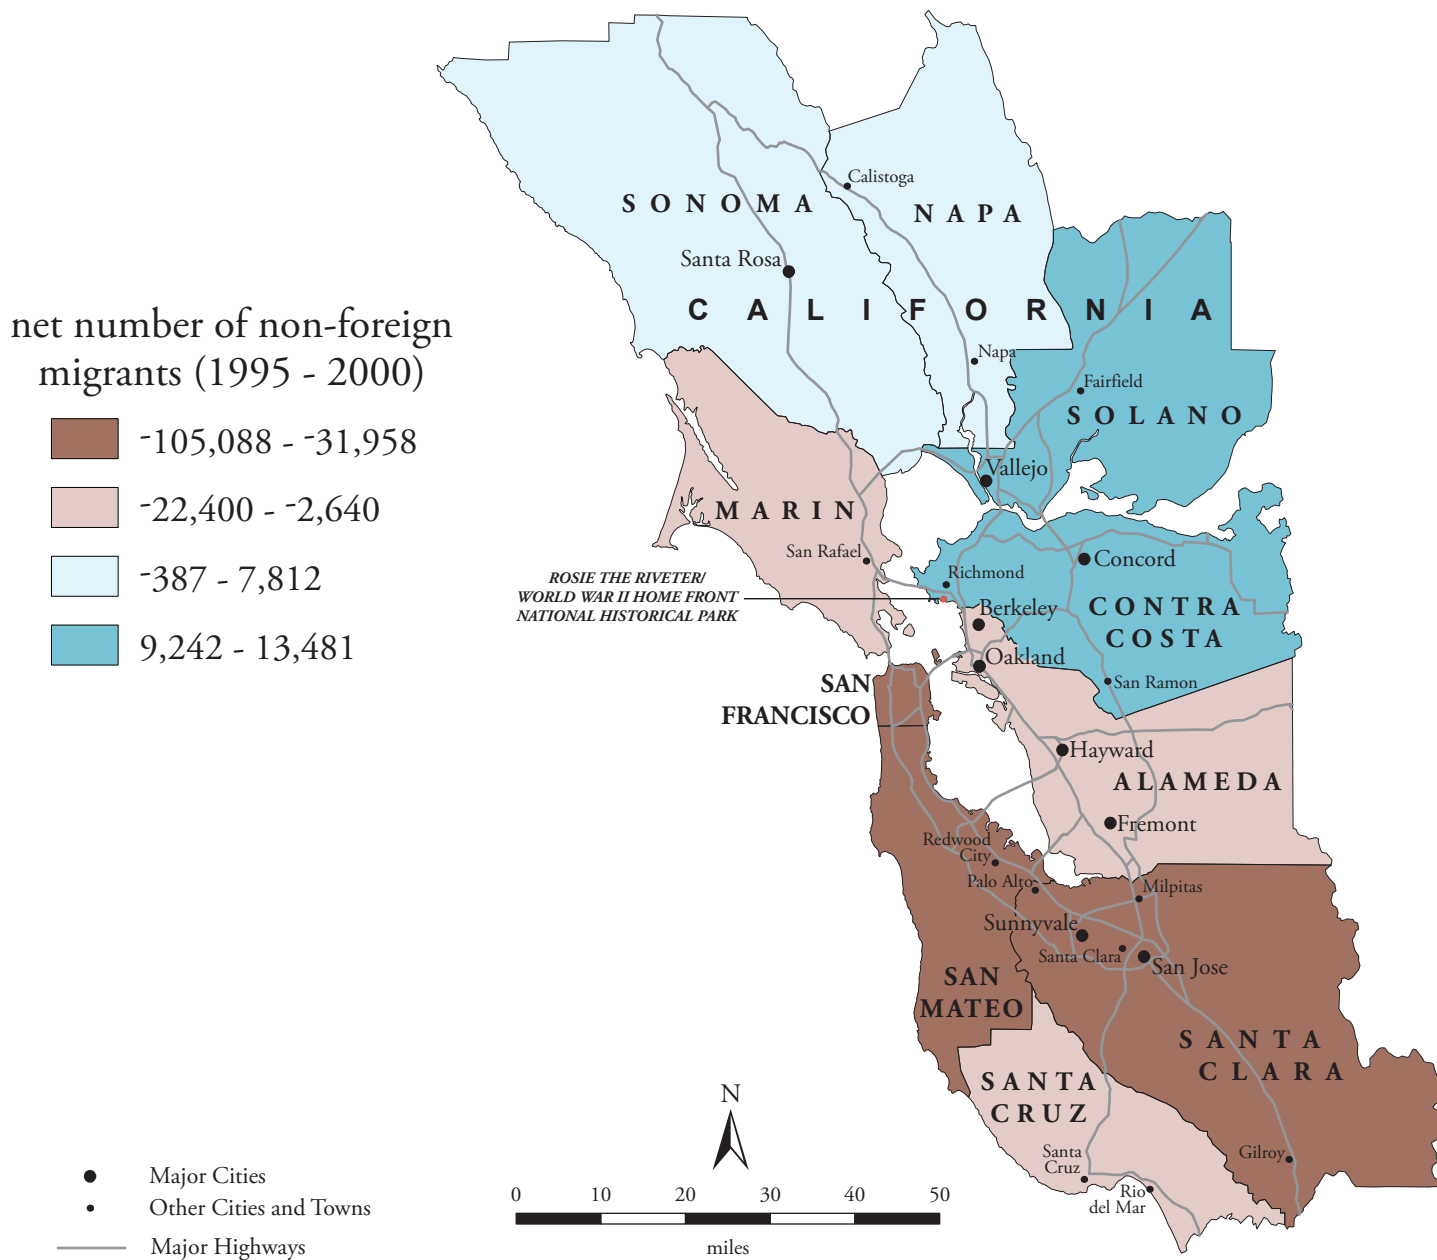 net number of non-foreign
migrants (1995 - 2000)
-105,088 - -31,958
-22,400 - -2,640
-387 - 7,812
9,242 - 13,481
Calistoga
SONOMA
NAPA
Santa Rosa
CALIFORNIA
Napa
Fairfield
SOLANO
Vallejo
MARIN
San Rafael
Concord
Richmond
ROSIE THE RIVETER/
WORLD WAR II HOME FRONT
NATIONAL HISTORICAL PARK
Berkeley
CONTRA
COSTA
Oakland
San Ramon
SAN
FRANCISCO
Hayward
ALAMEDA
Fremont
Redwood
City
Palo Alto
Milpitas
Sunnyvale
Santa Clara
San Jose
SAN
MATEO
SANTA
CLARA
SANTA
CRUZ
Santa
Cruz
Gilroy
Rio
del Mar
N
0 10 20 30 40 50
miles
Major Cities
Other Cities and Towns
Major Highways